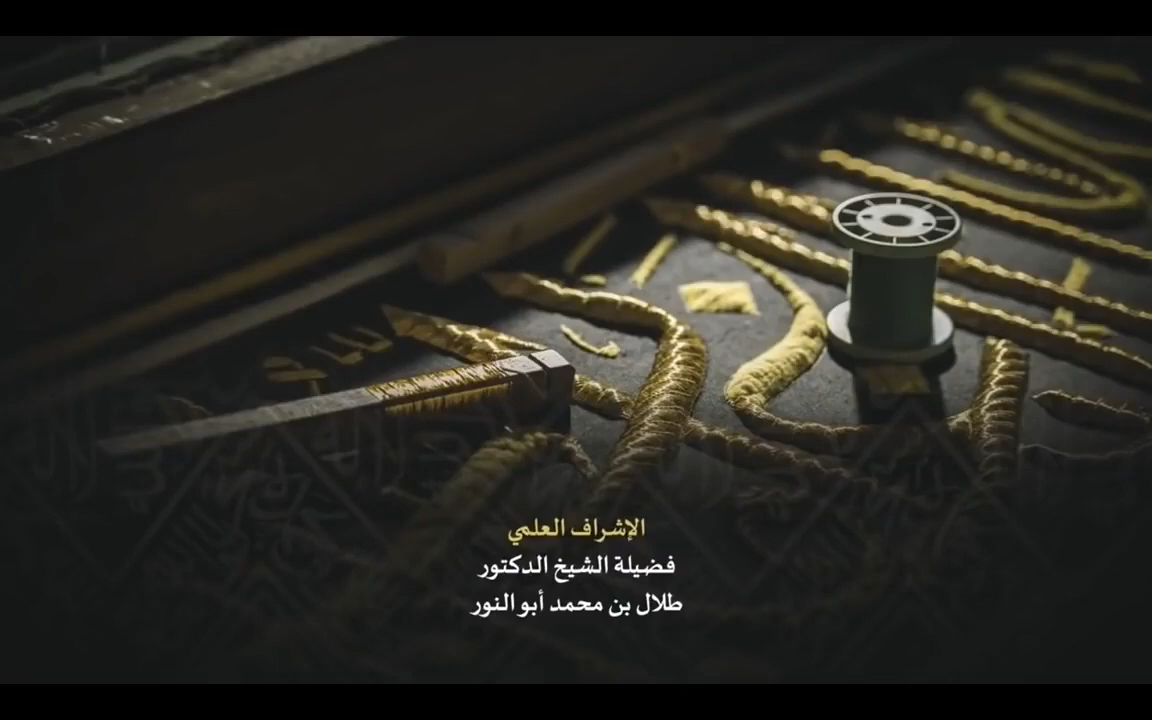 الإشراف العلمي
فضيلة الشيخ الدكتور
طلال بن محمد أبو النور